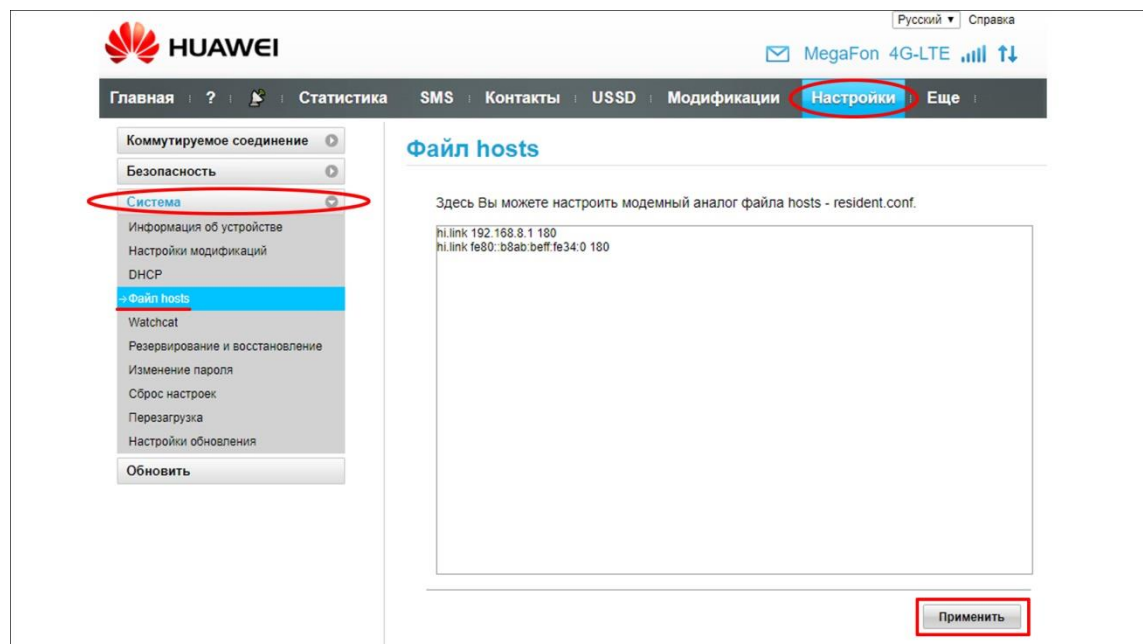 Русский ▼ Справка
HUAWEI
MegaFon 4G-LTE
Главная ? Статистика SMS Контакты USSD Модификации Настройки Еще
Коммутируемое соединение
Безопасность
Система
Информация об устройстве
Настройки модификаций
DHCP
→Файл hosts
Watchcat
Резервирование и восстановление
Изменение пароля
Сброс настроек
Перезагрузка
Настройки обновления
Обновить
Файл hosts
Здесь Вы можете настроить модемный аналог файла hosts - resident.conf.
hi.link 192.168.8.1 180
hi.link fe80::b8ab:beff:fe34:0 180
Применить